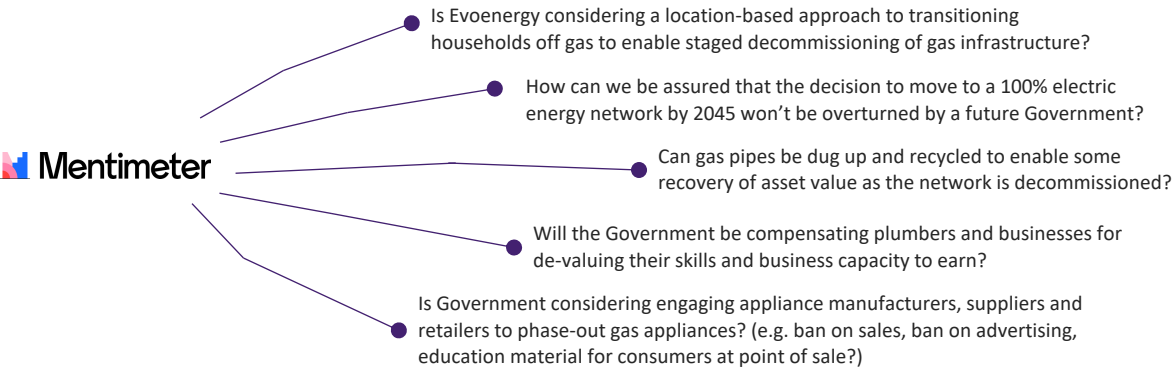 Is Evoenergy considering a location-based approach to transitioning
households off gas to enable staged decommissioning of gas infrastructure?
How can we be assured that the decision to move to a 100% electric
energy network by 2045 won’t be overturned by a future Government?
Mentimeter
Can gas pipes be dug up and recycled to enable some
recovery of asset value as the network is decommissioned?
Will the Government be compensating plumbers and businesses for
de-valuing their skills and business capacity to earn?
Is Government considering engaging appliance manufacturers, suppliers and
retailers to phase-out gas appliances? (e.g. ban on sales, ban on advertising,
education material for consumers at point of sale?)